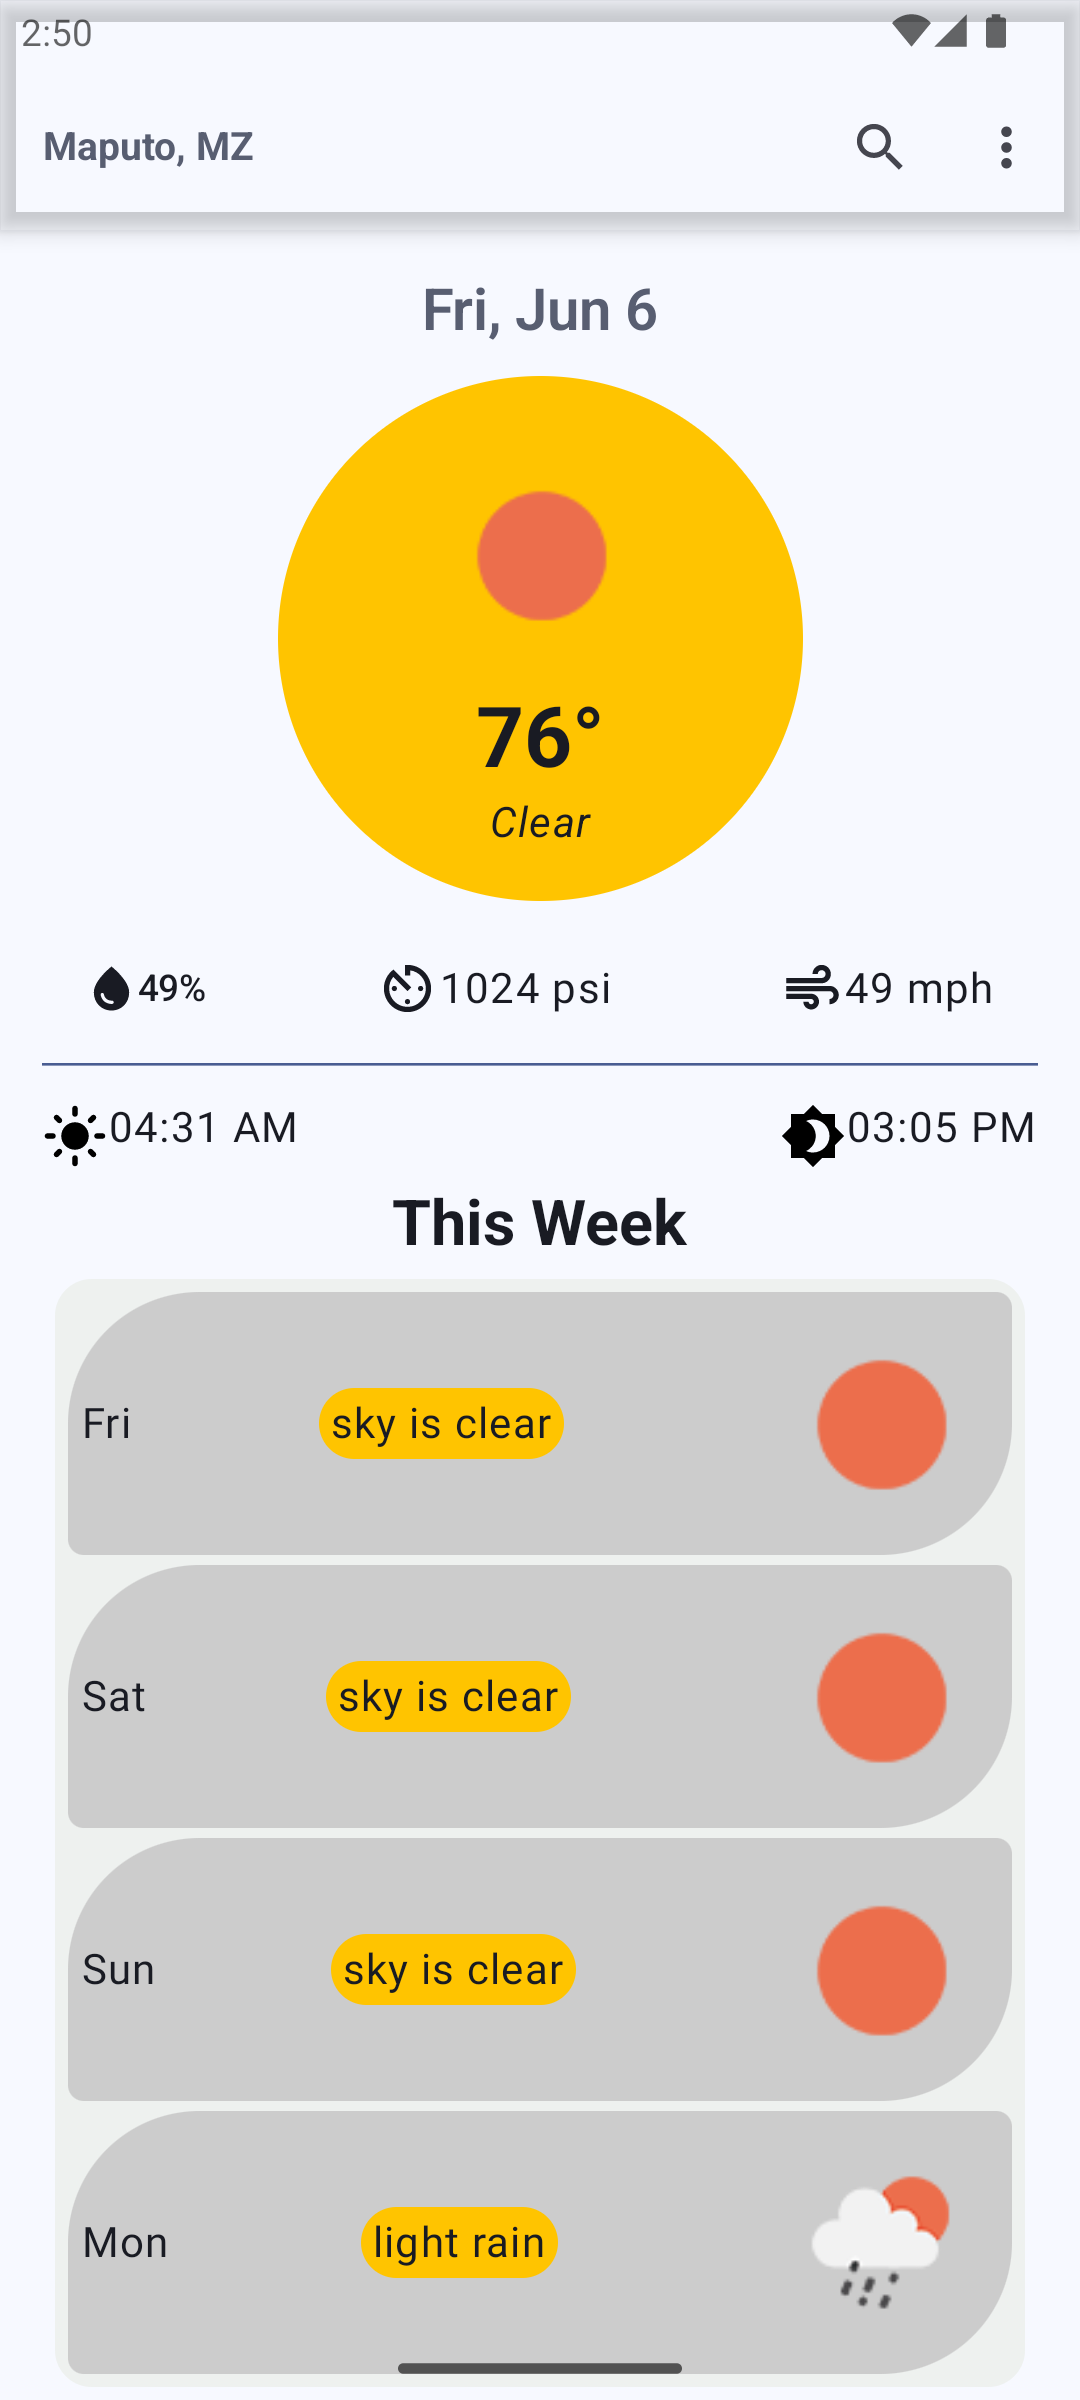 2:50
Maputo, MZ
Fri, Jun 6
76°
Clear
49% 1024 psi 49 mph
04:31 AM 03:05 PM
This Week
Fri sky is clear
Sat sky is clear
Sun sky is clear
Mon light rain